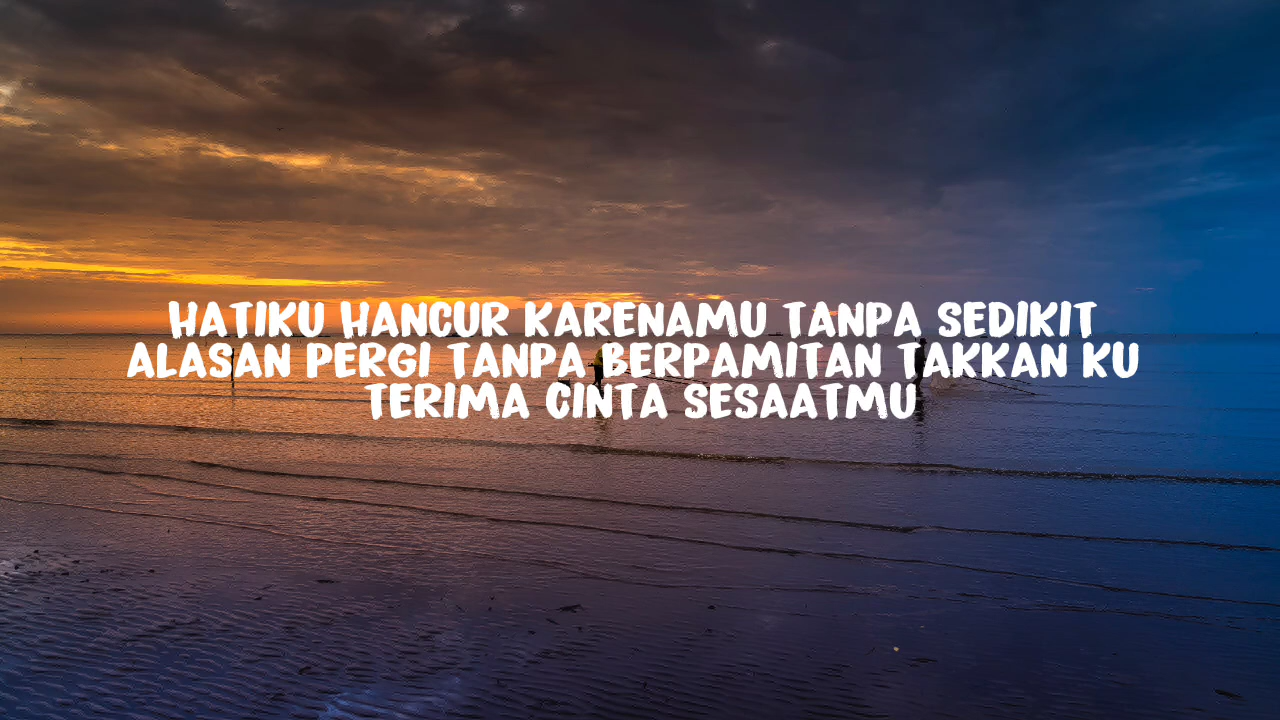 HATIKU HANCUR KARENAMU TANPA SEDIKIT
ALASAN PERGI TANPA BERPAMITAN TAKKAN KU
TERIMA CINTA SESAATMU